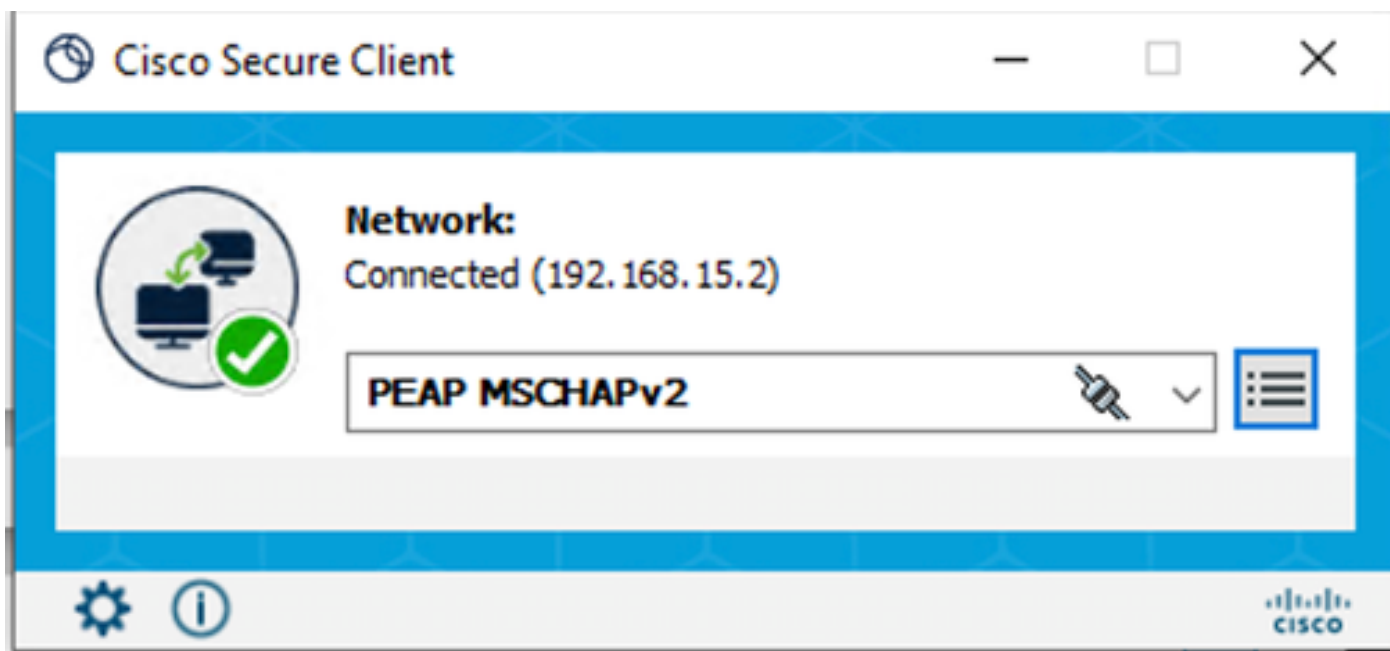 Cisco Secure Client
Network:
Connected (192.168.15.2)
PEAP MSCHAPv2
CISCO